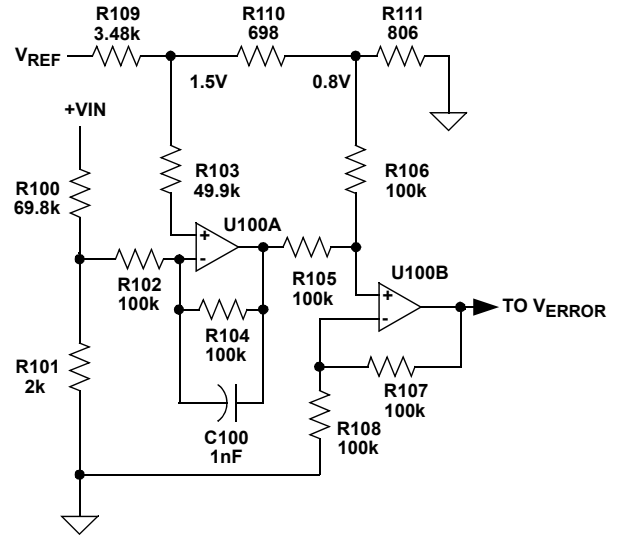 R109
3.48k
R110
698
R111
806
VREF
1.5V
0.8V
+VIN
R100
69.8k
R103
49.9k
R106
100k
U100A
+
-
R102
100k
R105
100k
U100B
+
-
TO VERROR
R104
100k
R101
2k
R107
100k
C100
1nF
R108
100k